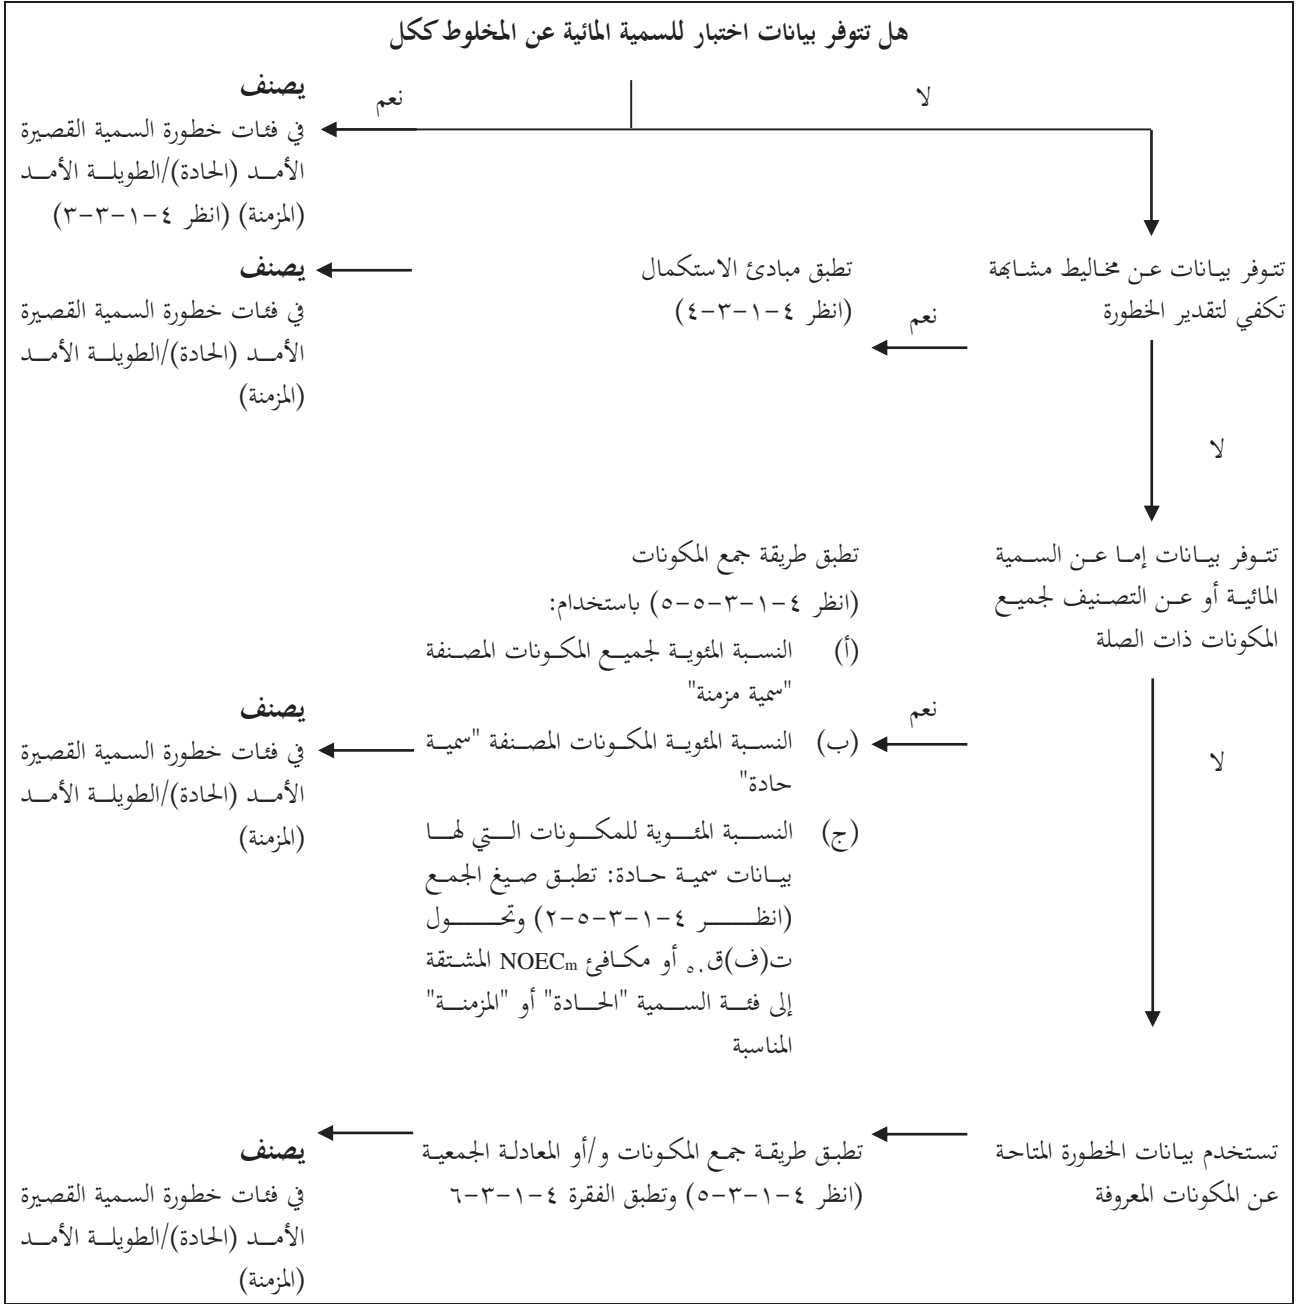 هل تتوفر بيانات اختبار للسمية المائية عن المخلوط ككل
لا
نعم
يصنف
في فئات خطورة السمية القصيرة
الأمد (الحادة)/الطويلة الأمد
(المزمنة) (انظر ٤-١-٣-٣)
تتوفر بيانات عن مخاليط مشابهة
تكفي لتقدير الخطورة
نعم
تطبق مبادئ الاستكمال
(انظر ٤-١-٣-٤)
يصنف
في فئات خطورة السمية القصيرة
الأمد (الحادة)/الطويلة الأمد
(المزمنة)
لا
تتوفر بيانات إما عن السمية
المائية أو عن التصنيف لجميع
المكونات ذات الصلة
نعم
تطبق طريقة جمع المكونات
(انظر ٤-١-٣-٥-٥) باستخدام:
(أ) النسبة المئوية لجميع المكونات المصنفة
"سمية مزمنة"
(ب) النسبة المئوية المكونات المصنفة "سمية
حادة"
(ج) النسبة المئوية للمكونات التي لها
بيانات سمية حادة: تطبق صيغ الجمع
(انظر ٤-١-٣-٥-٢) وتحول
ت(ف)ق٥٠ أو مكافئ NOECm المشتقة
إلى فئة السمية "الحادة" أو "المزمنة"
المناسبة
يصنف
في فئات خطورة السمية القصيرة
الأمد (الحادة)/الطويلة الأمد
(المزمنة)
لا
تستخدم بيانات الخطورة المتاحة
عن المكونات المعروفة
تطبق طريقة جمع المكونات و/أو المعادلة الجمعية
(انظر ٤-١-٣-٥) وتطبق الفقرة ٤-١-٣-٦
يصنف
في فئات خطورة السمية القصيرة
الأمد (الحادة)/الطويلة الأمد
(المزمنة)